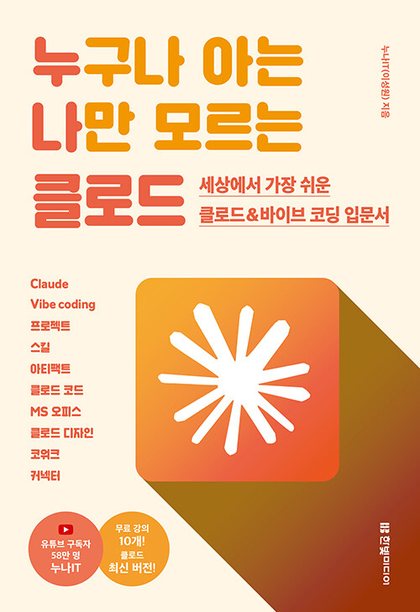 누구나 아는
나만 모르는
클로드
세상에서 가장 쉬운
클로드&바이브 코딩 입문서
누나IT(이성원) 지음
Claude
Vibe coding
프로젝트
스킬
아티팩트
클로드 코드
MS 오피스
클로드 디자인
코워크
커넥터
유튜브 구독자
58만 명
누나IT
무료 강의
10개!
클로드
최신 버전!
한빛미디어